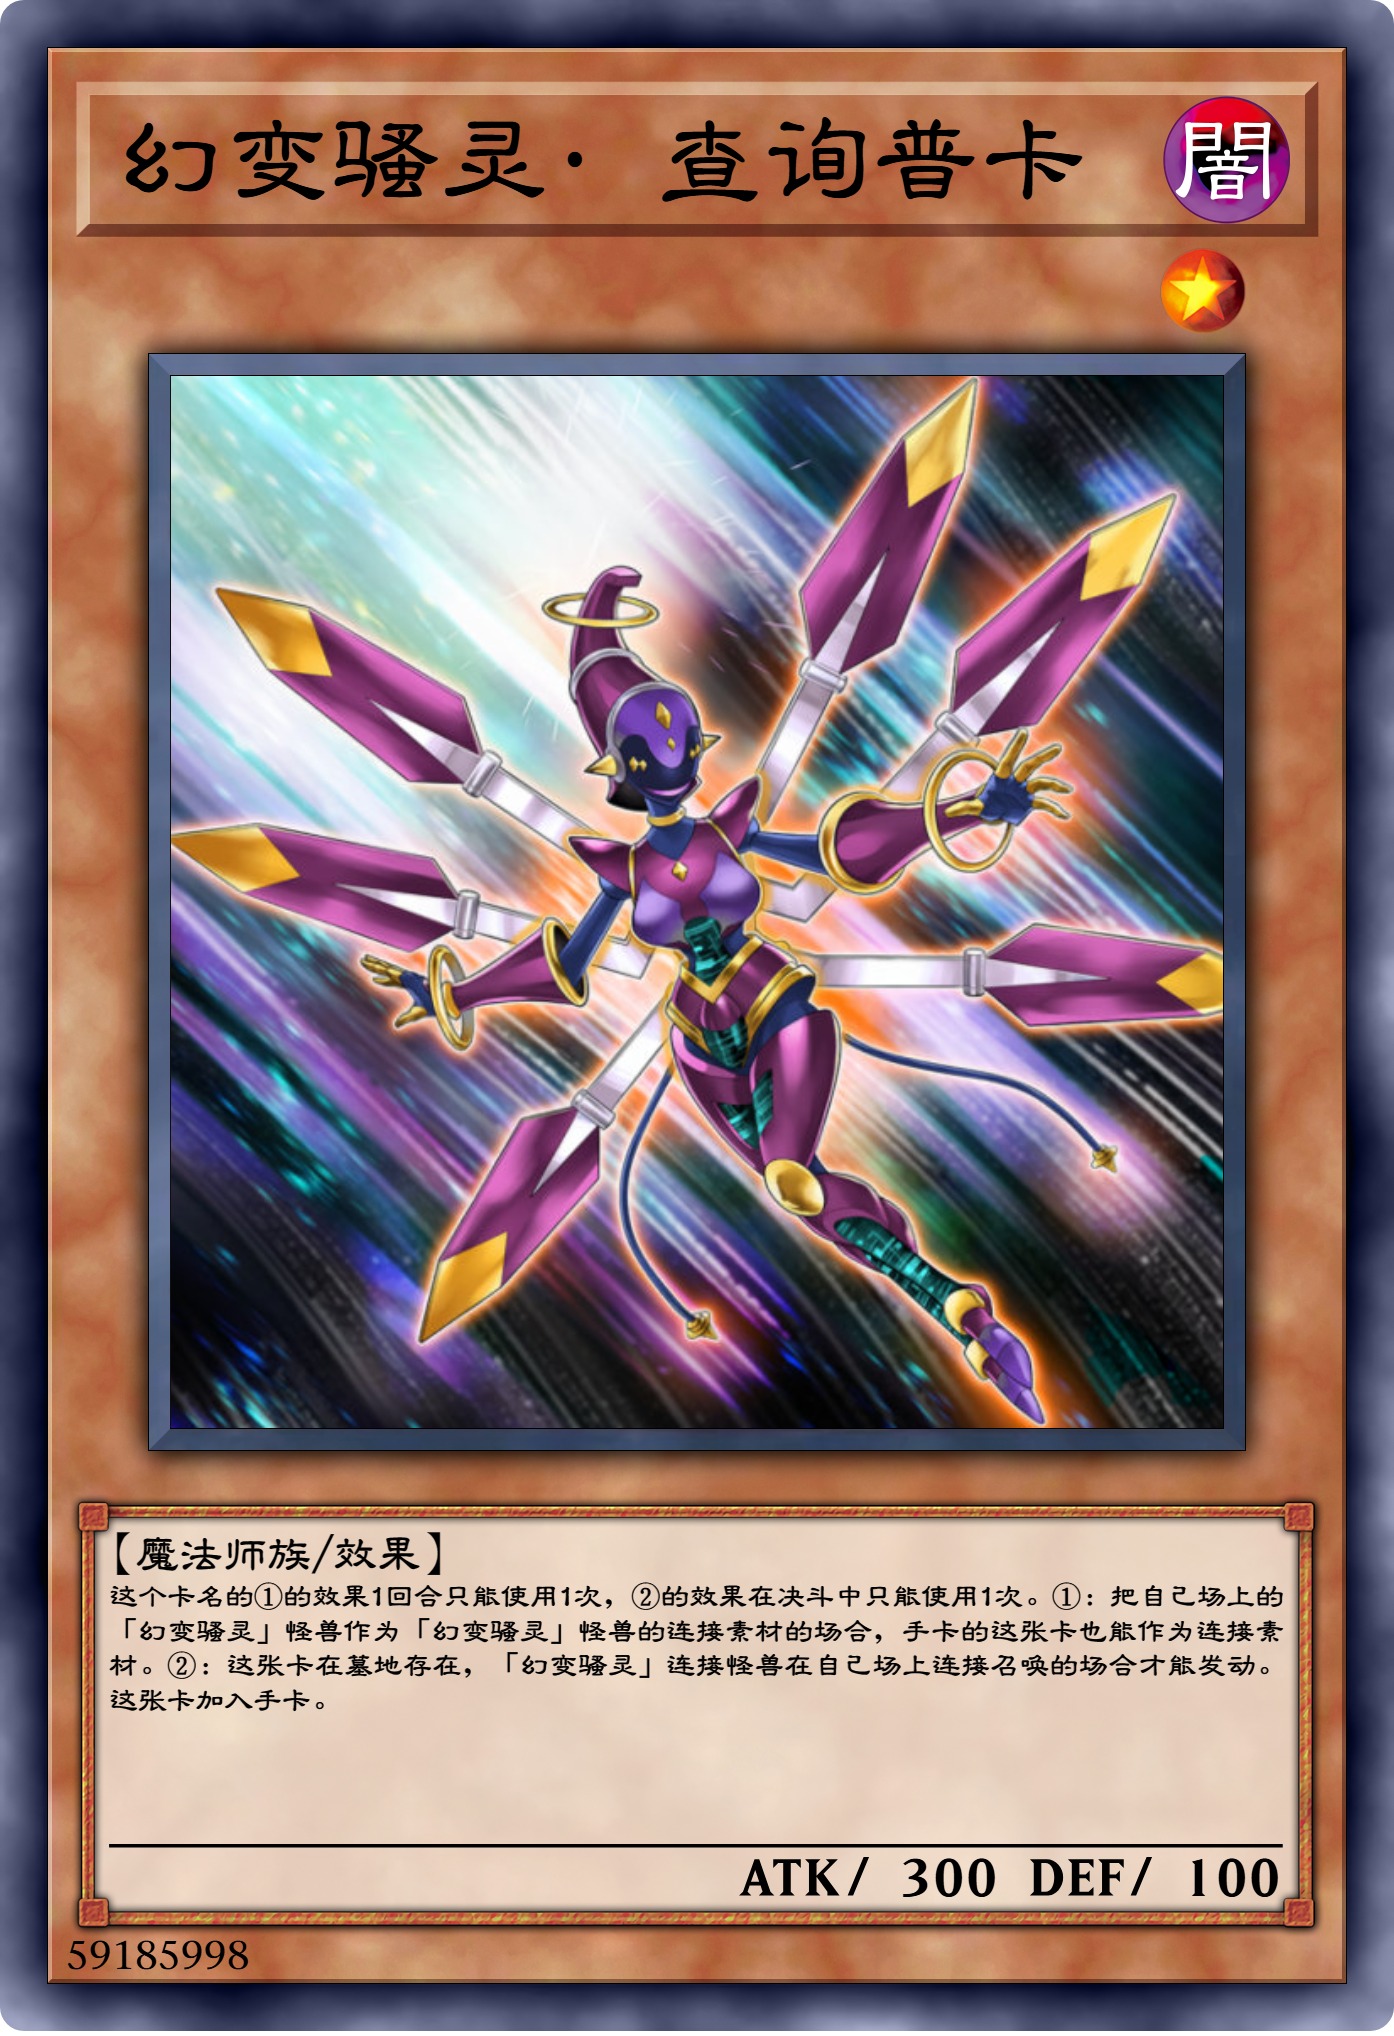 幻变骚灵·查询普卡
闇
【魔法师族/效果】
这个卡名的①的效果1回合只能使用1次，②的效果在决斗中只能使用1次。①：把自己场上的
「幻变骚灵」怪兽作为「幻变骚灵」怪兽的连接素材的场合，手卡的这张卡也能作为连接素
材。②：这张卡在墓地存在，「幻变骚灵」连接怪兽在自己场上连接召唤的场合才能发动。
这张卡加入手卡。
ATK/ 300 DEF/ 100
59185998